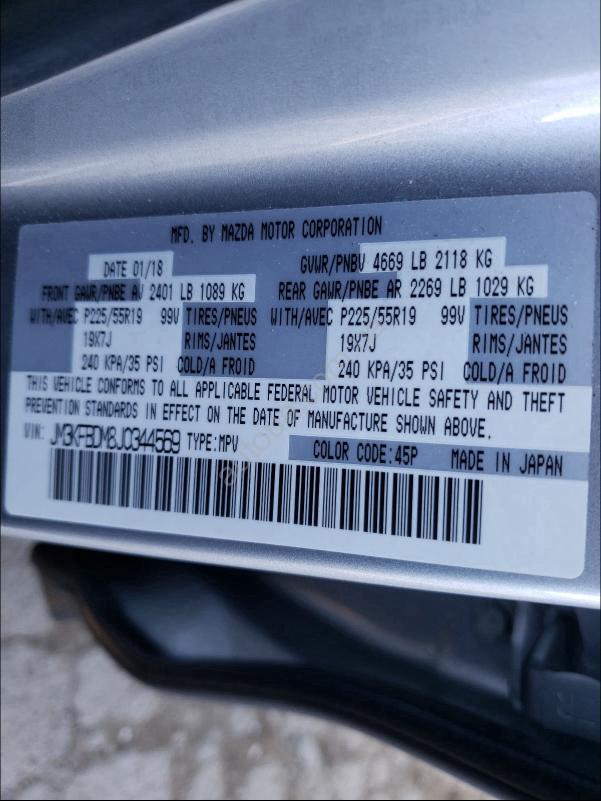 MFD. BY MAZDA MOTOR CORPORATION
DATE 01/18 GVWR/PNBV 4669 LB 2118 KG
FRONT GAWR/PNBE AV 2401 LB 1089 KG REAR GAWR/PNBE AR 2269 LB 1029 KG
WITH/AVEC P225/55R19 99V TIRES/PNEUS WITH/AVEC P225/55R19 99V TIRES/PNEUS
19X7J RIMS/JANTES 19X7J RIMS/JANTES
240 KPA/35 PSI COLD/A FROID 240 KPA/35 PSI COLD/A FROID
THIS VEHICLE CONFORMS TO ALL APPLICABLE FEDERAL MOTOR VEHICLE SAFETY AND THEFT
PREVENTION STANDARDS IN EFFECT ON THE DATE OF MANUFACTURE SHOWN ABOVE.
VIN: JM3KFBDM8J0344569 TYPE:MPV COLOR CODE:45P MADE IN JAPAN